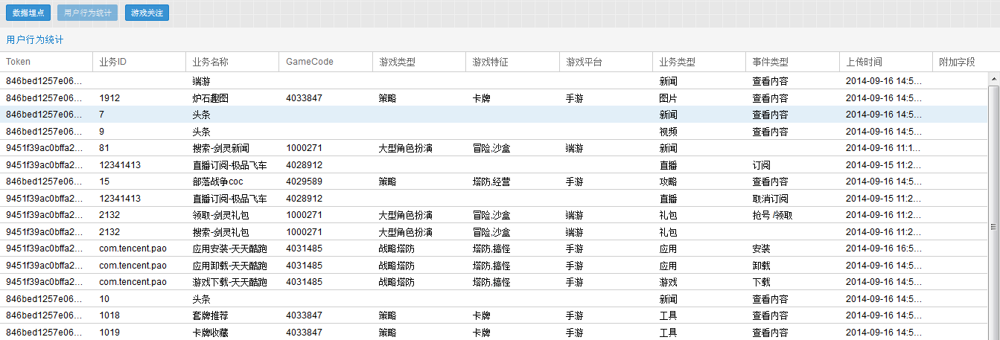 数据埋点 用户行为统计 游戏关注
用户行为统计
Token 业务ID 业务名称 GameCode 游戏类型 游戏特征 游戏平台 业务类型 事件类型 上传时间 附加字段
846bed1257e06... 端游 新闻 查看内容 2014-09-16 14:5...
846bed1257e06... 1912 炉石趣图 4033847 策略 卡牌 手游 图片 查看内容 2014-09-16 14:5...
846bed1257e06... 7 头条 新闻 查看内容 2014-09-16 14:5...
846bed1257e06... 9 头条 视频 查看内容 2014-09-16 14:5...
9451f39ac0bffa2... 81 搜索-剑灵新闻 1000271 大型角色扮演 冒险,沙盒 端游 新闻 2014-09-16 11:1...
9451f39ac0bffa2... 12341413 直播订阅-极品飞车 4028912 直播 订阅 2014-09-15 11:2...
846bed1257e06... 15 部落战争coc 4029589 策略 塔防,经营 手游 攻略 查看内容 2014-09-16 14:5...
9451f39ac0bffa2... 12341413 直播订阅-极品飞车 4028912 直播 取消订阅 2014-09-15 11:2...
9451f39ac0bffa2... 2132 领取-剑灵礼包 1000271 大型角色扮演 冒险,沙盒 端游 礼包 抢号 /领取 2014-09-16 11:2...
9451f39ac0bffa2... 2132 搜索-剑灵礼包 1000271 大型角色扮演 冒险,沙盒 端游 礼包 2014-09-16 11:2...
9451f39ac0bffa2... com.tencent.pao 应用安装-天天酷跑 4031485 战略塔防 塔防,搞怪 手游 应用 安装 2014-09-16 16:5...
9451f39ac0bffa2... com.tencent.pao 应用卸载-天天酷跑 4031485 战略塔防 塔防,搞怪 手游 应用 卸载 2014-09-16 14:5...
9451f39ac0bffa2... com.tencent.pao 游戏下载-天天酷跑 4031485 战略塔防 塔防,搞怪 手游 游戏 下载 2014-09-16 14:5...
846bed1257e06... 10 头条 新闻 查看内容 2014-09-16 14:5...
846bed1257e06... 1018 套牌推荐 4033847 策略 卡牌 手游 工具 查看内容 2014-09-16 14:5...
846bed1257e06... 1019 卡牌收藏 4033847 策略 卡牌 手游 工具 查看内容 2014-09-16 14:5...